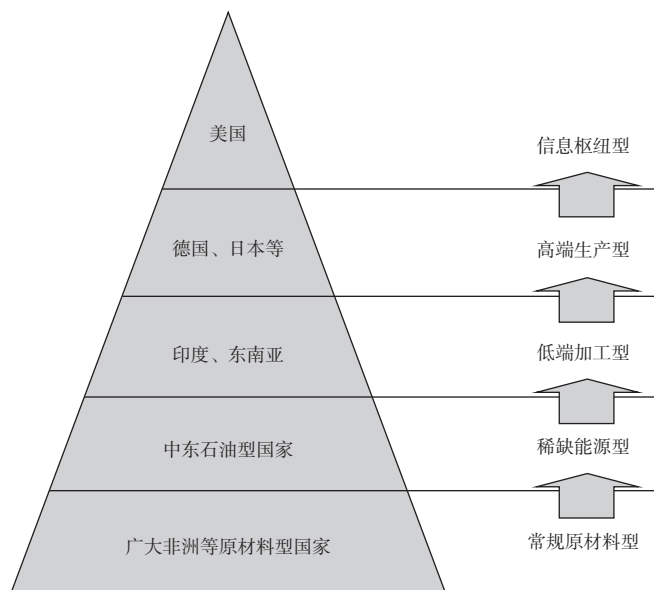 美国
信息枢纽型
德国、日本等
高端生产型
印度、东南亚
低端加工型
中东石油型国家
稀缺能源型
广大非洲等原材料型国家
常规原材料型